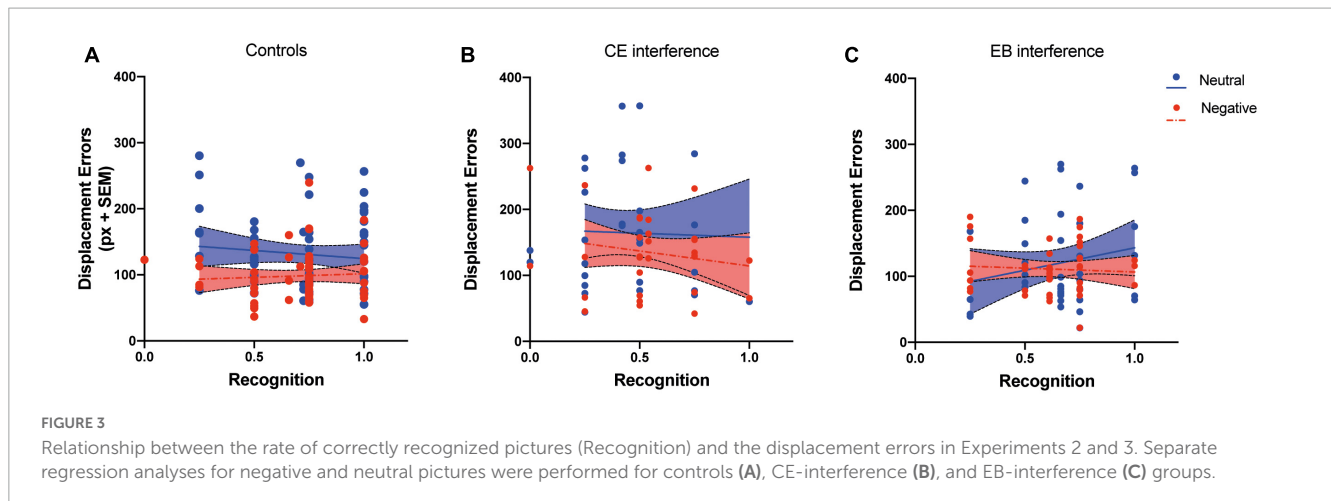 A
Controls
Displacement Errors
(px + SEM)
400
300
200
100
0
0.0
0.5
1.0
Recognition
B
CE interference
Displacement Errors
400
300
200
100
0
0.0
0.5
1.0
Recognition
C
EB interference
Displacement Errors
400
300
200
100
0
0.0
0.5
1.0
Recognition
Neutral
Negative
FIGURE 3
Relationship between the rate of correctly recognized pictures (Recognition) and the displacement errors in Experiments 2 and 3. Separate
regression analyses for negative and neutral pictures were performed for controls (A), CE-interference (B), and EB-interference (C) groups.